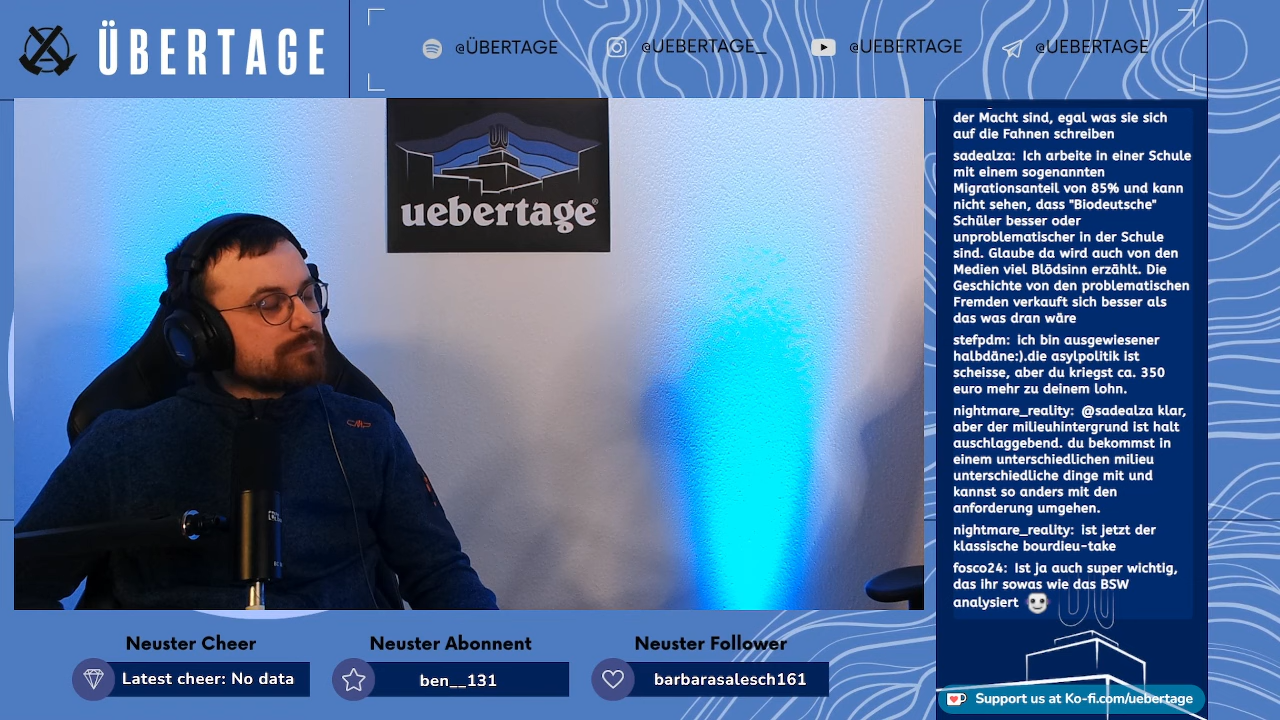 ÜBERTAGE
@ÜBERTAGE
@UEBERTAGE_
@UEBERTAGE
@UEBERTAGE
uebertage®
der Macht sind, egal was sie sich
auf die Fahnen schreiben
sadealza: Ich arbeite in einer Schule
mit einem sogenannten
Migrationsanteil von 85% und kann
nicht sehen, dass "Biodeutsche"
Schüler besser oder
unproblematischer in der Schule
sind. Glaube da wird auch von den
Medien viel Blödsinn erzählt. Die
Geschichte von den problematischen
Fremden verkauft sich besser als
das was dran wäre
stefpdm: ich bin ausgewiesener
halbdäne:).die asylpolitik ist
scheisse, aber du kriegst ca. 350
euro mehr zu deinem lohn.
nightmare_reality: @sadealza klar,
aber der milieuhintergrund ist halt
auschlaggebend. du bekommst in
einem unterschiedlichen milieu
unterschiedliche dinge mit und
kannst so anders mit den
anforderung umgehen.
nightmare_reality: ist jetzt der
klassische bourdieu-take
fosco24: Ist ja auch super wichtig,
das ihr sowas wie das BSW
analysiert
Neuster Cheer
Latest cheer: No data
Neuster Abonnent
ben__131
Neuster Follower
barbarasalesch161
Support us at Ko-fi.com/uebertage